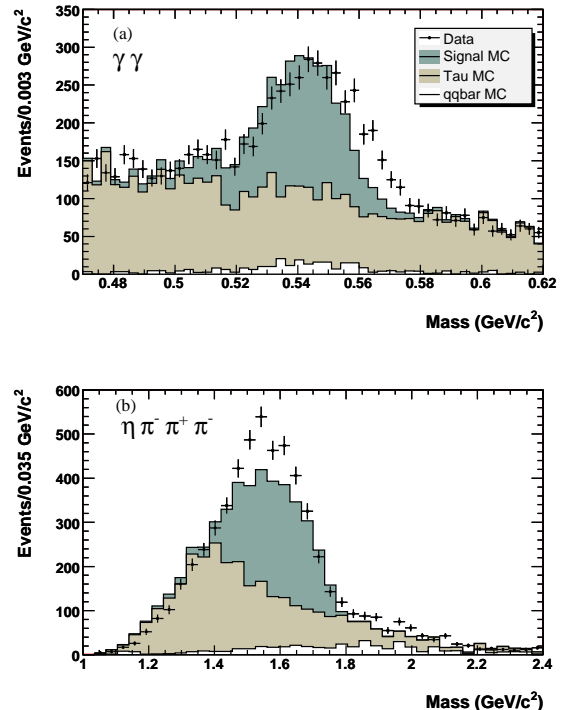 350
300
250
200
150
100
50
0
Events/0.003 GeV/c²
(a)
γ γ
Data
Signal MC
Tau MC
qqbar MC
0.48 0.5 0.52 0.54 0.56 0.58 0.6 0.62
Mass (GeV/c²)
600
500
400
300
200
100
0
Events/0.035 GeV/c²
(b)
η π⁻ π⁺ π⁻
1 1.2 1.4 1.6 1.8 2 2.2 2.4
Mass (GeV/c²)